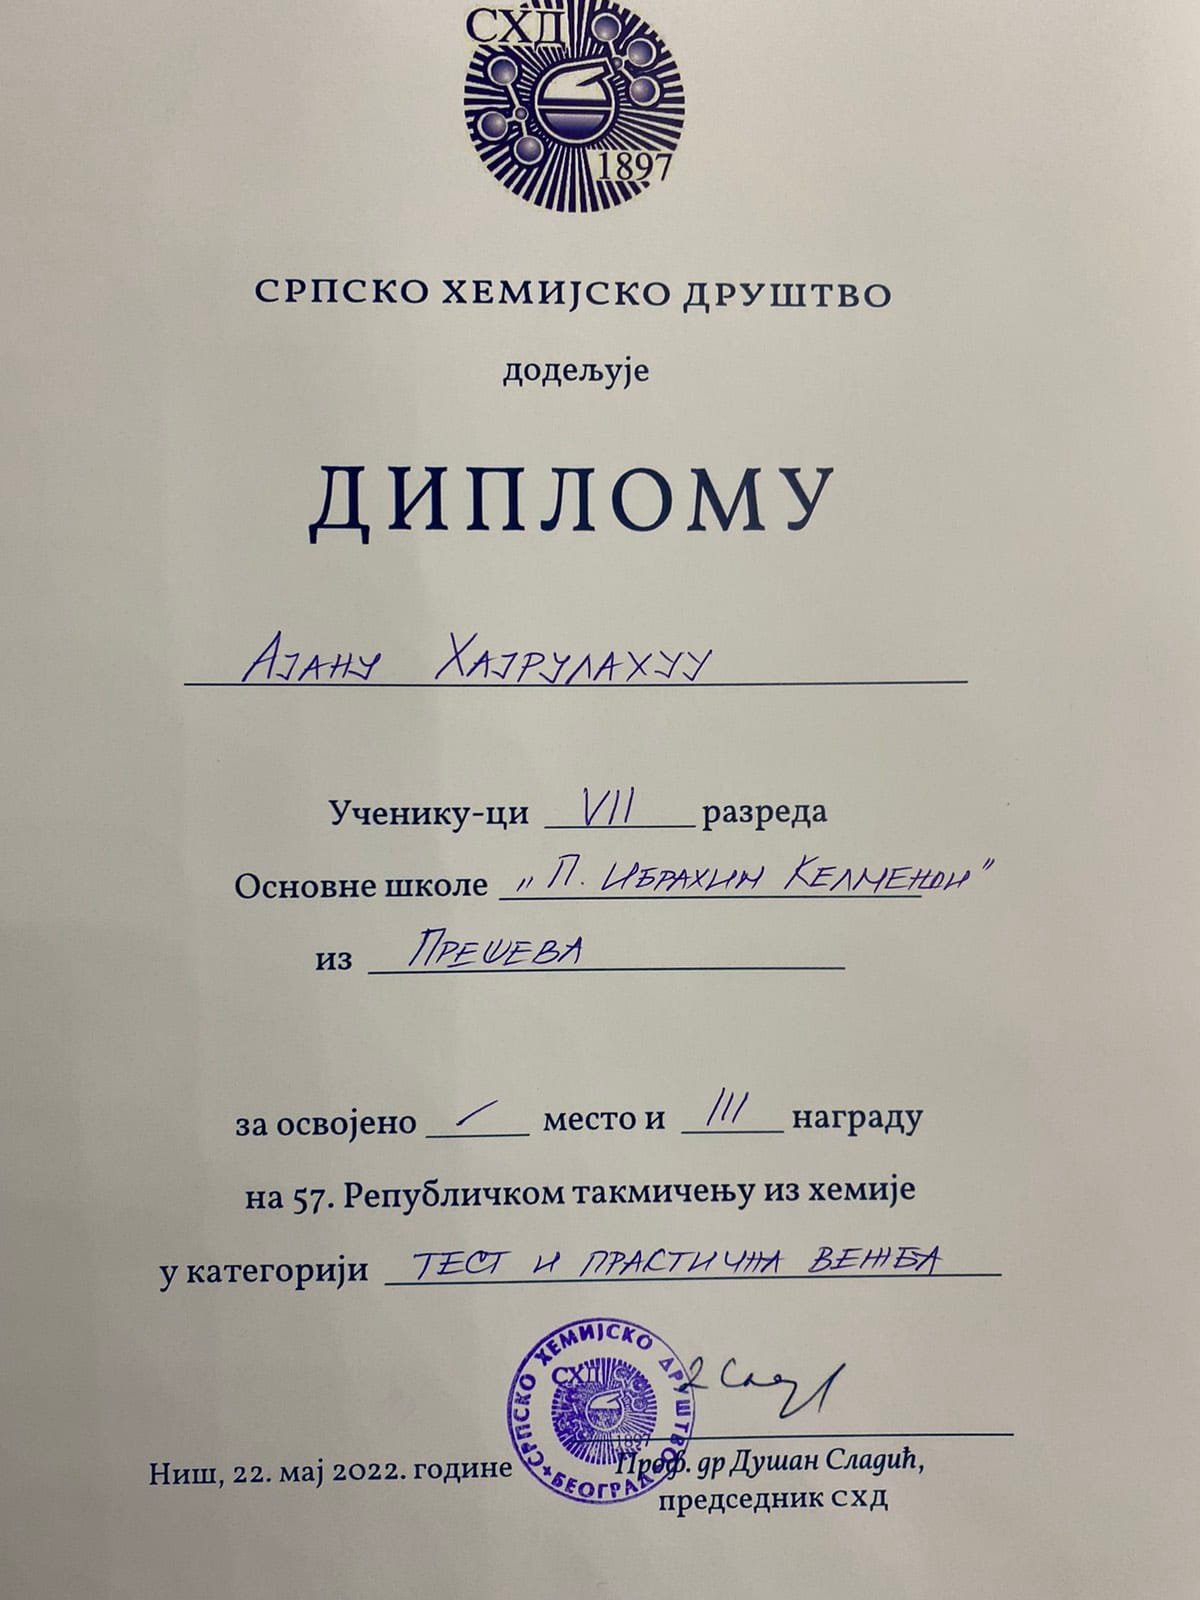 СХД
1897
СРПСКО ХЕМИЈСКО ДРУШТВО
додељује
ДИПЛОМУ
Ајану Хајрулахуу
Ученику-ци VII разреда
Основне школе „П. Ибрахим Келменди"
из Прешева
за освојено / место и III награду
на 57. Републичком такмичењу из хемије
у категорији ТЕСТ И ПРАКТИЧНА ВЕЖБА
СРПСКО ХЕМИЈСКО ДРУШТВО
СХД
1897
БЕОГРАД
Ниш, 22. мај 2022. године
Проф. др Душан Сладић,
председник СХД